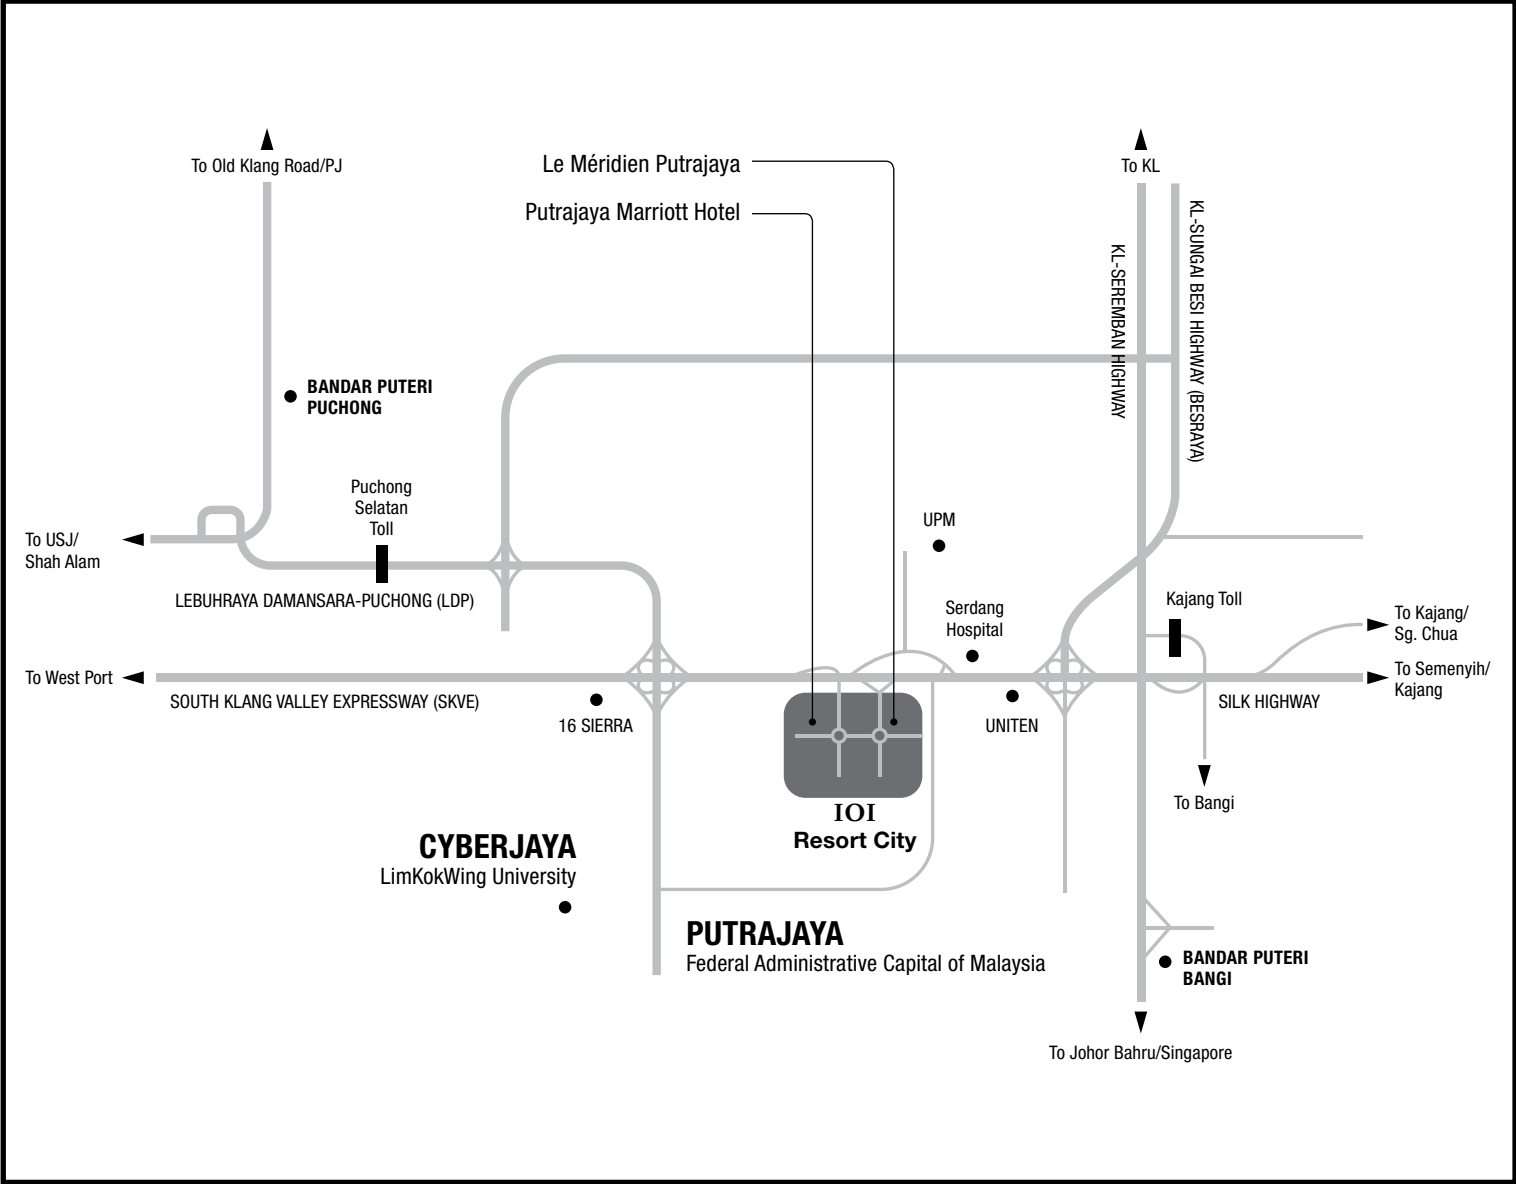 To Old Klang Road/PJ
Le Méridien Putrajaya
To KL
Putrajaya Marriott Hotel
KL-SUNGAI BESI HIGHWAY (BESRAYA)
KL-SEREMBAN HIGHWAY
BANDAR PUTERI
PUCHONG
Puchong
Selatan
Toll
UPM
To USJ/
Shah Alam
LEBUHRAYA DAMANSARA-PUCHONG (LDP)
Serdang
Hospital
Kajang Toll
To Kajang/
Sg. Chua
To West Port
To Semenyih/
Kajang
SOUTH KLANG VALLEY EXPRESSWAY (SKVE)
16 SIERRA
UNITEN
SILK HIGHWAY
To Bangi
IOI
Resort City
CYBERJAYA
LimKokWing University
PUTRAJAYA
Federal Administrative Capital of Malaysia
BANDAR PUTERI
BANGI
To Johor Bahru/Singapore